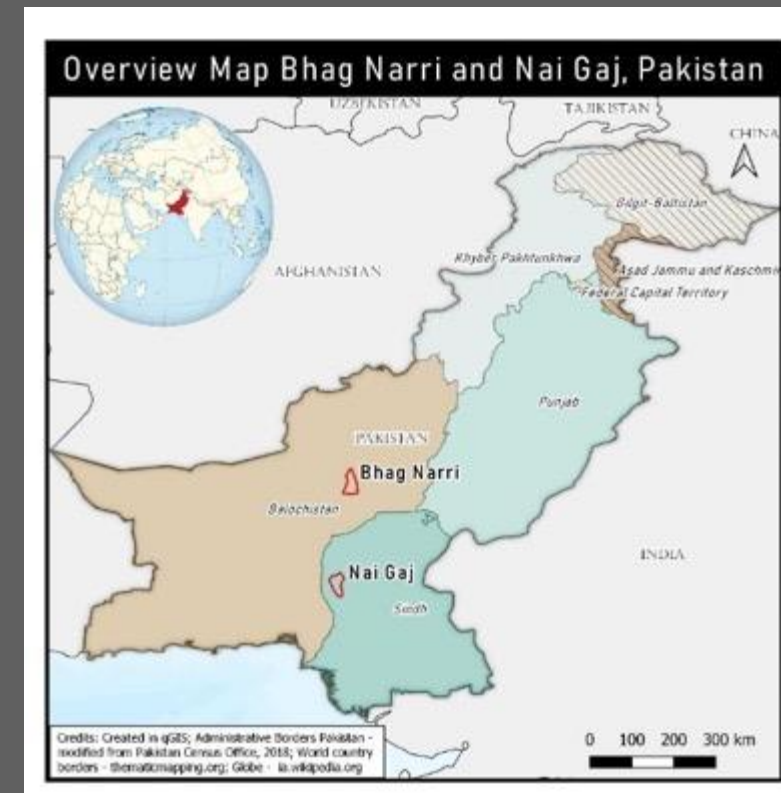 Overview Map Bhag Narri and Nai Gaj, Pakistan
UZBEKISTAN
TAJIKISTAN
CHINA
Gilgit-Baltistan
Khyber Pakhtunkhwa
AFGHANISTAN
Asad Jammu and Kaschmir
Federal Capital Territory
Punjab
PAKISTAN
Bhag Narri
Balochistan
INDIA
Nai Gaj
Sindh
Credits: Created in qGIS; Administrative Borders Pakistan -
modified from Pakistan Census Office, 2018; World country
borders - thematicmapping.org; Globe - ia.wikipedia.org
0 100 200 300 km